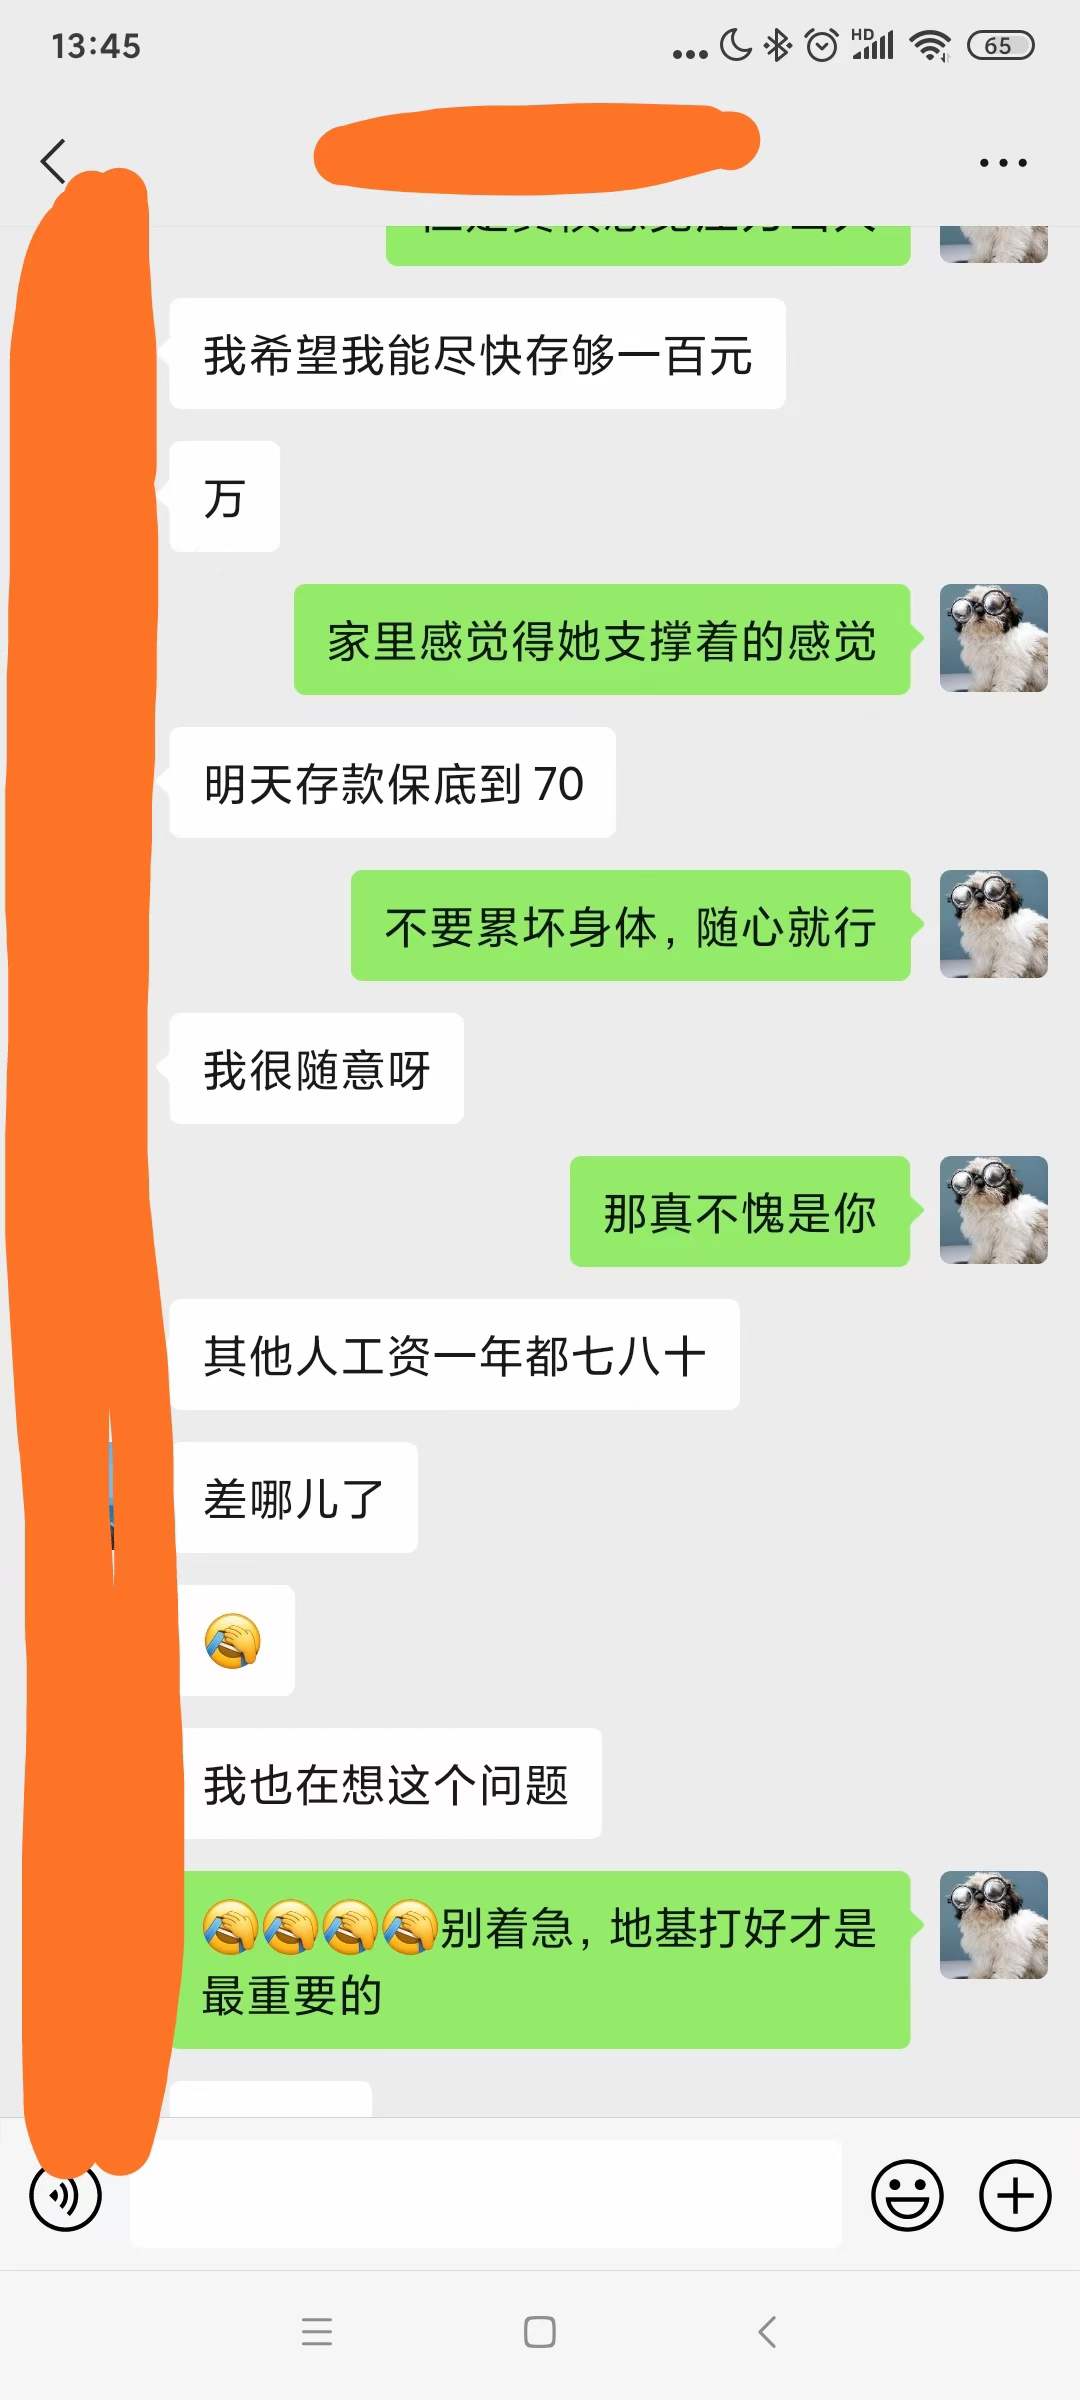 13:45
HD
65
我希望我能尽快存够一百元
万
家里感觉得她支撑着的感觉
明天存款保底到 70
不要累坏身体，随心就行
我很随意呀
那真不愧是你
其他人工资一年都七八十
差哪儿了
🤦
我也在想这个问题
别着急，地基打好才是
最重要的